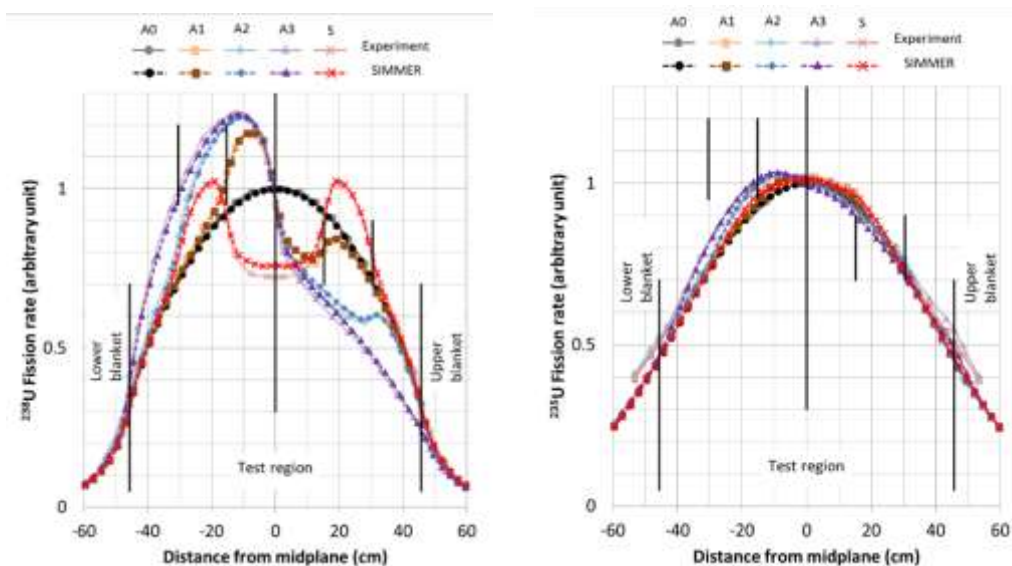 A0 A1 A2 A3 S
Experiment
SIMMER
²³⁸U Fission rate (arbitrary unit)
1
0.5
0
Lower
blanket
Upper
blanket
Test region
-60 -40 -20 0 20 40 60
Distance from midplane (cm)
A0 A1 A2 A3 S
Experiment
SIMMER
²³⁵U Fission rate (arbitrary unit)
1
0.5
0
Lower
blanket
Upper
blanket
Test region
-60 -40 -20 0 20 40 60
Distance from midplane (cm)